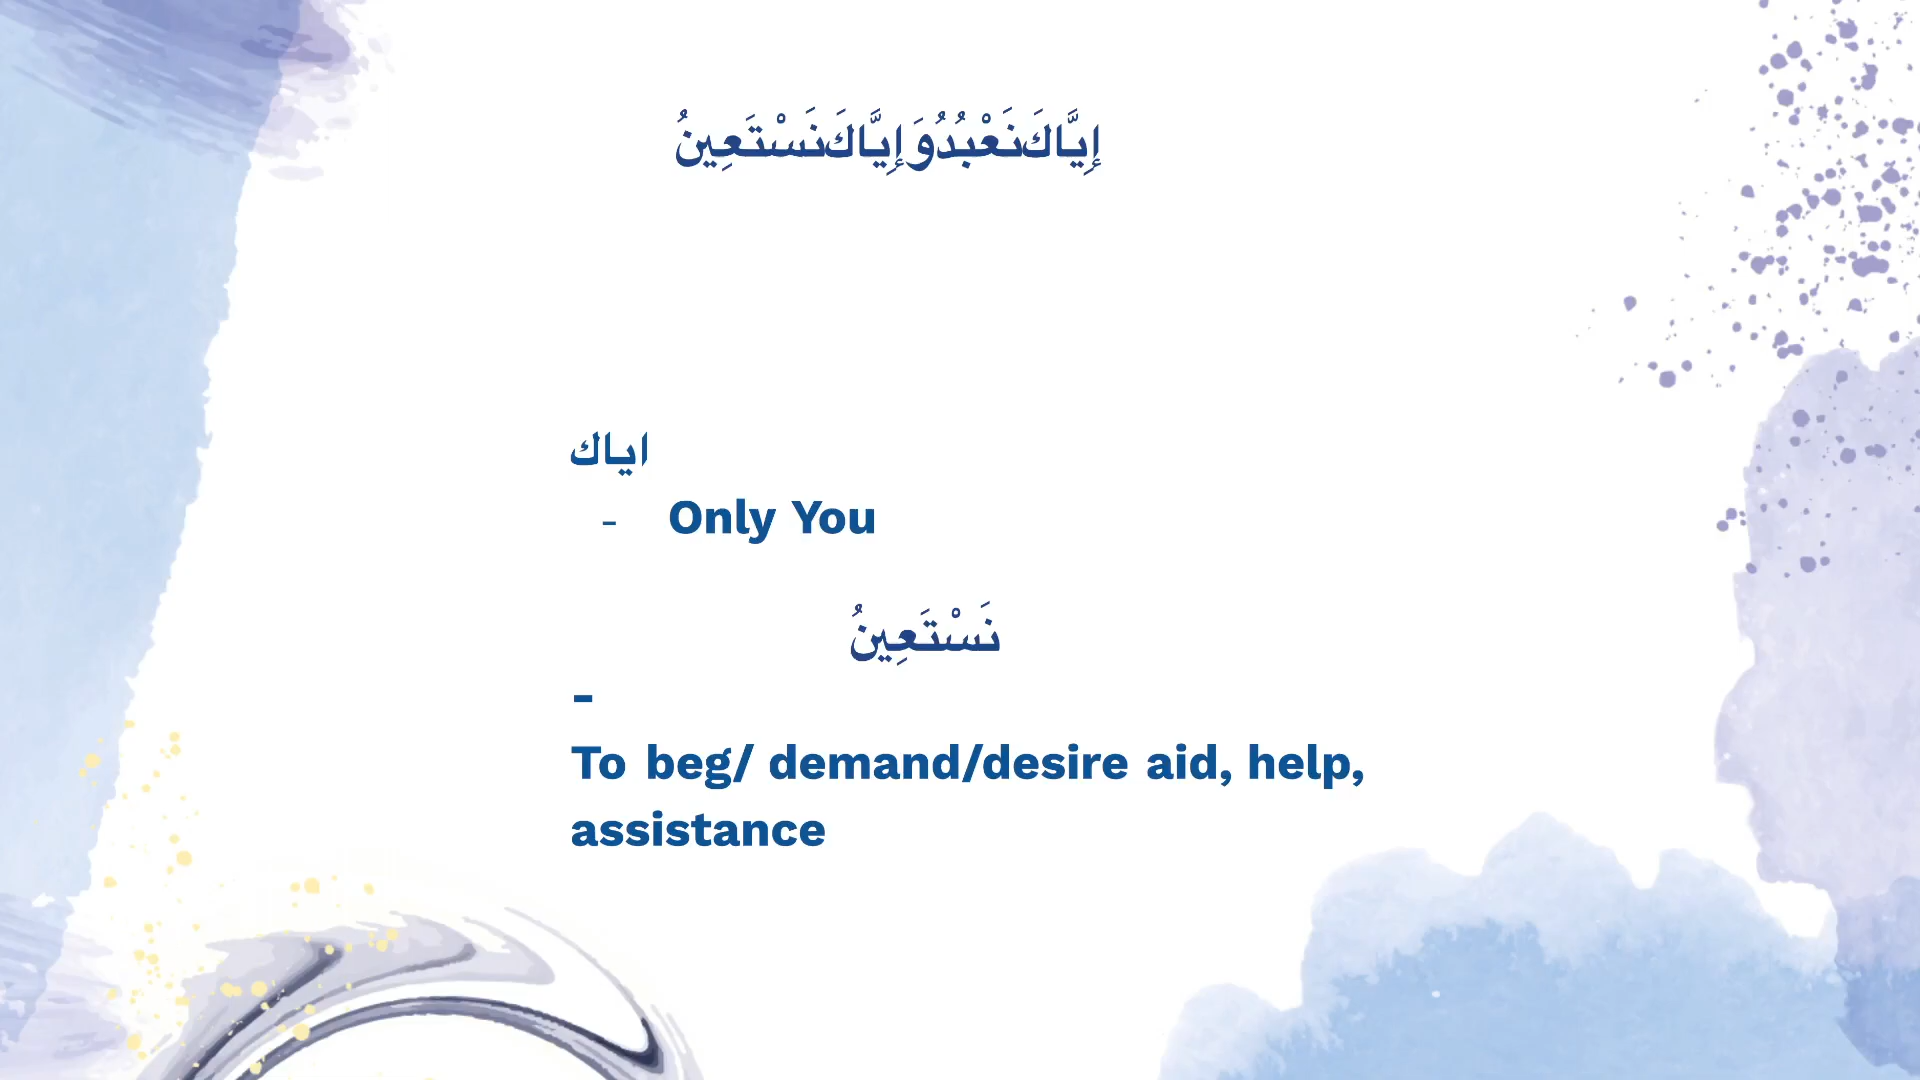 إِيَّاكَنَعْبُدُوَإِيَّاكَنَسْتَعِينُ
اياك
- Only You
نَسْتَعِينُ
-
To beg/ demand/desire aid, help,
assistance